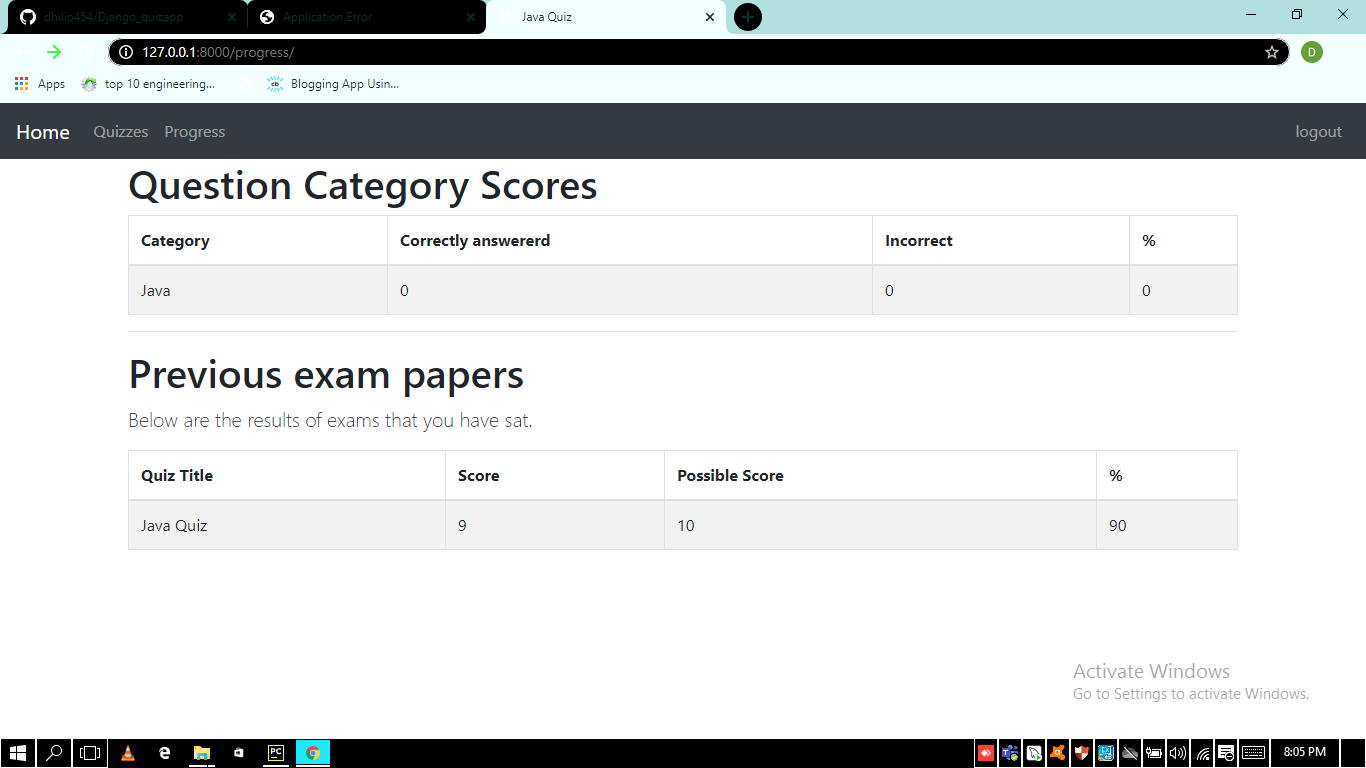 dhilip454/Django_quizapp
Application Error
Java Quiz
127.0.0.1:8000/progress/
D
Apps
top 10 engineering...
Blogging App Usin...
Home
Quizzes
Progress
logout
Question Category Scores
Category Correctly answererd Incorrect %
Java 0 0 0
Previous exam papers
Below are the results of exams that you have sat.
Quiz Title Score Possible Score %
Java Quiz 9 10 90
Activate Windows
Go to Settings to activate Windows.
PC
8:05 PM